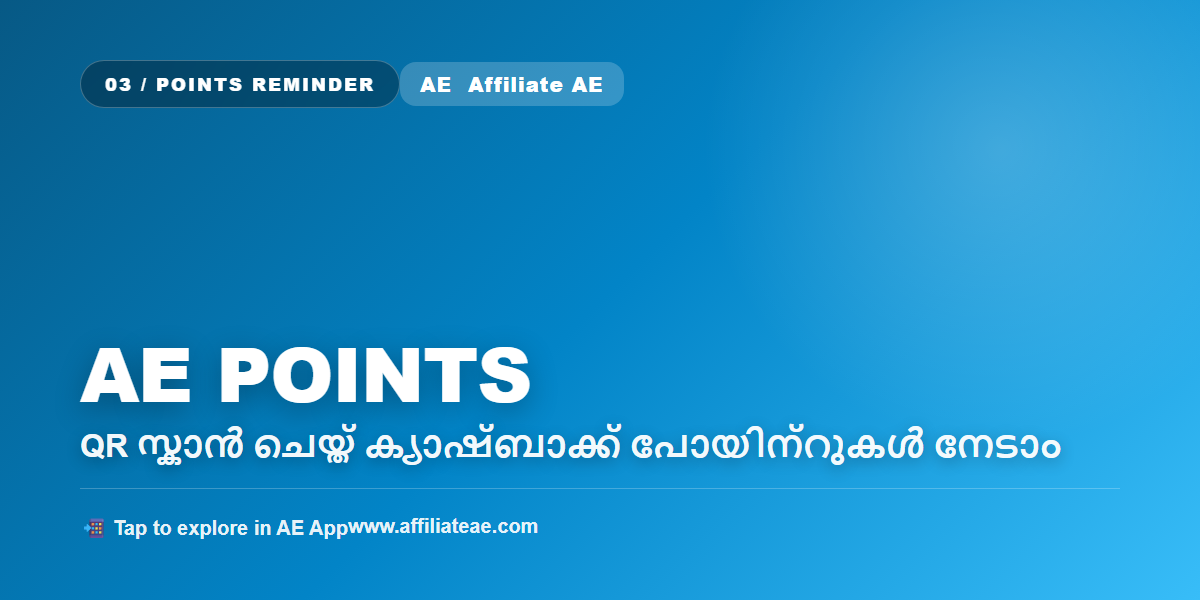 03 / POINTS REMINDER AE Affiliate AE
AE POINTS
QR സ്കാൻ ചെയ്ത് ക്യാഷ്ബാക്ക് പോയിന്റുകൾ നേടാം
📲 Tap to explore in AE Appwww.affiliateae.com